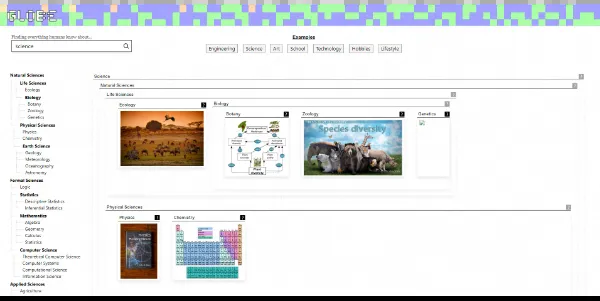 GLOBE
Finding everything humans know about...
science
Examples
Engineering
Science
Art
School
Technology
Hobbies
Lifestyle
Natural Sciences
Life Sciences
Ecology
Biology
Botany
Zoology
Genetics
Physical Sciences
Physics
Chemistry
Earth Science
Geology
Meteorology
Oceanography
Astronomy
Formal Sciences
Logic
Statistics
Descriptive Statistics
Inferential Statistics
Mathematics
Algebra
Geometry
Calculus
Statistics
Computer Science
Theoretical Computer Science
Computer Systems
Computational Science
Information Science
Applied Sciences
Agriculture
Science
Natural Sciences
Life Sciences
Ecology
Biology
Botany
Zoology
Genetics
Species diversity
Physical Sciences
Physics
Chemistry